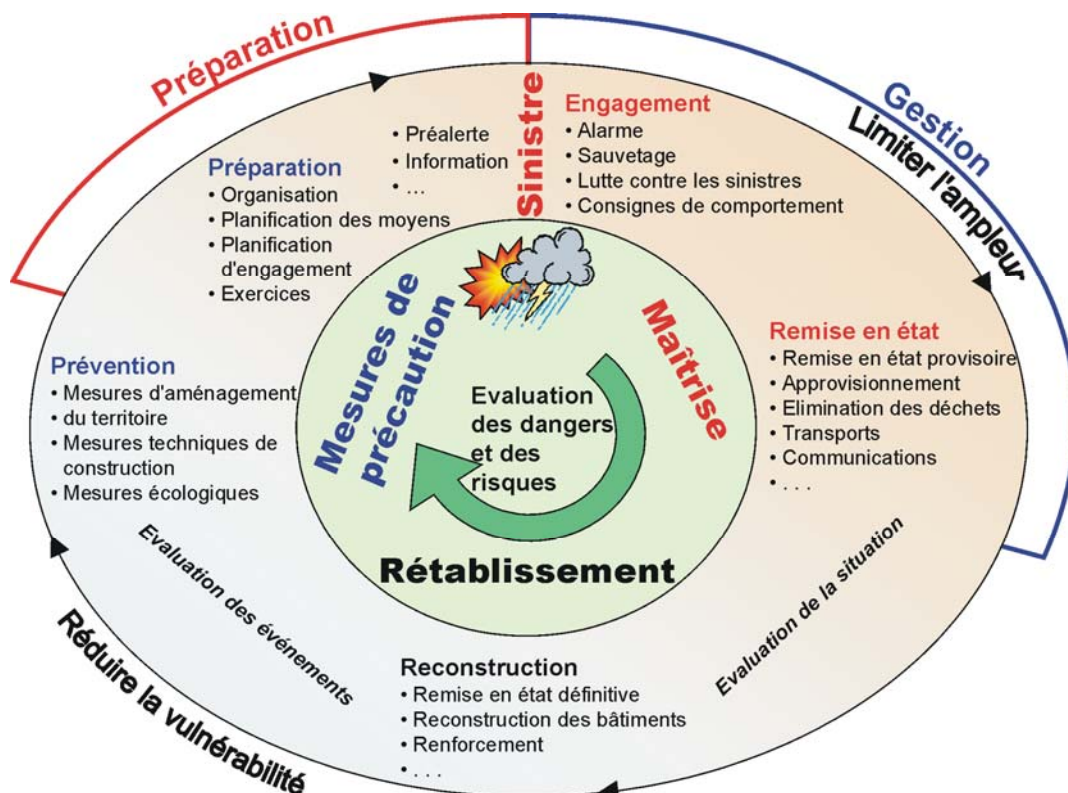 Préparation
Gestion
Limiter l'ampleur
Sinistre
• Préalerte
• Information
• ...
Engagement
• Alarme
• Sauvetage
• Lutte contre les sinistres
• Consignes de comportement
Préparation
• Organisation
• Planification des moyens
• Planification
d'engagement
• Exercices
Mesures de
précaution
Maîtrise
Remise en état
• Remise en état provisoire
• Approvisionnement
• Elimination des déchets
• Transports
• Communications
• . . .
Prévention
• Mesures d'aménagement
• du territoire
• Mesures techniques de
construction
• Mesures écologiques
Evaluation
des dangers
et des
risques
Rétablissement
Evaluation des événements
Evaluation de la situation
Réduire la vulnérabilité
Reconstruction
• Remise en état définitive
• Reconstruction des bâtiments
• Renforcement
• . . .